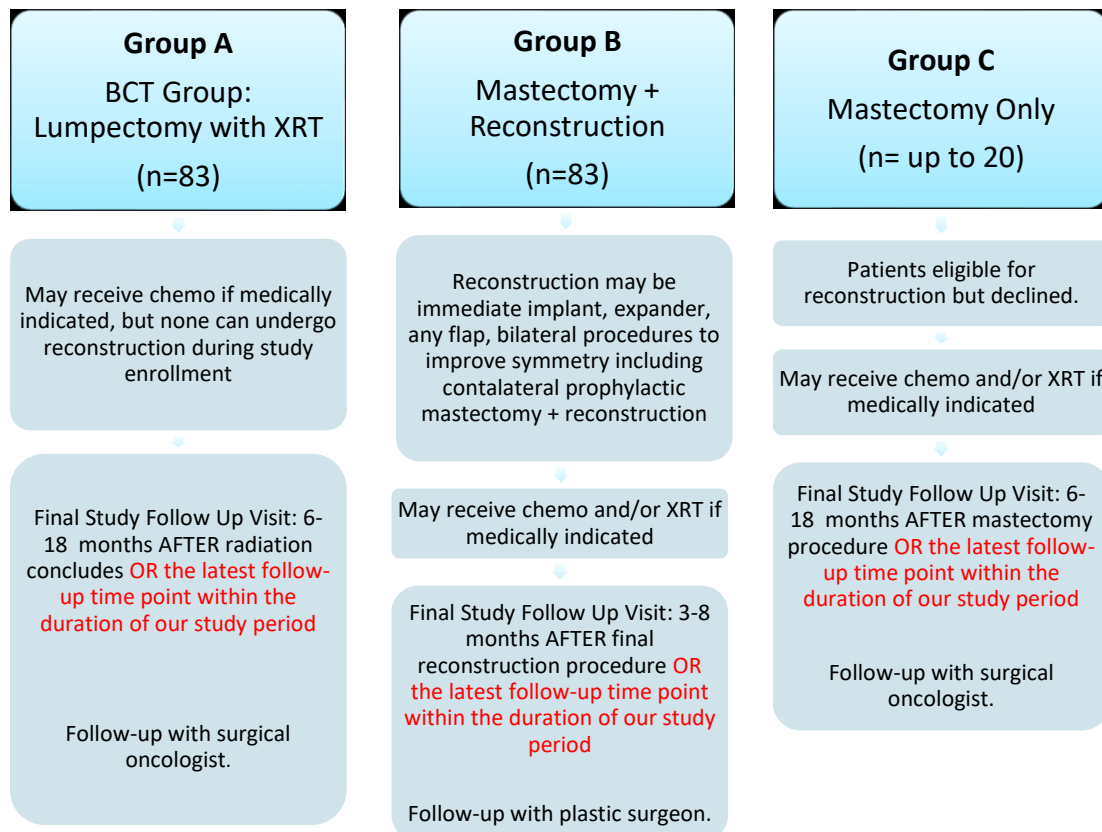 Group A
BCT Group:
Lumpectomy with XRT
(n=83)
May receive chemo if medically
indicated, but none can undergo
reconstruction during study
enrollment
Final Study Follow Up Visit: 6-
18 months AFTER radiation
concludes OR the latest follow-
up time point within the
duration of our study period
Follow-up with surgical
oncologist.
Group B
Mastectomy +
Reconstruction
(n=83)
Reconstruction may be
immediate implant, expander,
any flap, bilateral procedures to
improve symmetry including
contalateral prophylactic
mastectomy + reconstruction
May receive chemo and/or XRT if
medically indicated
Final Study Follow Up Visit: 3-8
months AFTER final
reconstruction procedure OR
the latest follow-up time point
within the duration of our study
period
Follow-up with plastic surgeon.
Group C
Mastectomy Only
(n= up to 20)
Patients eligible for
reconstruction but declined.
May receive chemo and/or XRT if
medically indicated
Final Study Follow Up Visit: 6-
18 months AFTER mastectomy
procedure OR the latest follow-
up time point within the
duration of our study period
Follow-up with surgical
oncologist.